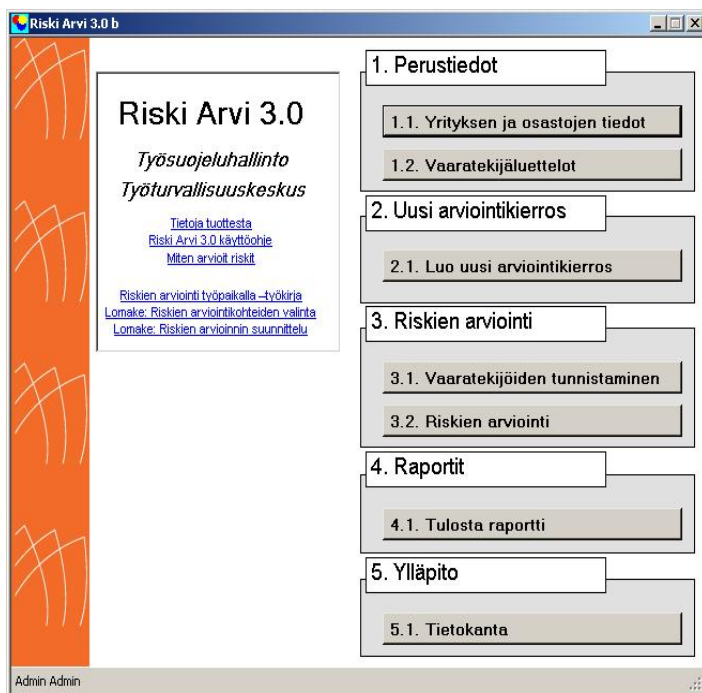 Riski Arvi 3.0 b
Riski Arvi 3.0
Työsuojeluhallinto
Työturvallisuuskeskus
Tietoja tuottesta
Riski Arvi 3.0 käyttöohje
Miten arvioit riskit
Riskien arviointi työpaikalla –työkirja
Lomake: Riskien arviointikohteiden valinta
Lomake: Riskien arvioinnin suunnittelu
1. Perustiedot
1.1. Yrityksen ja osastojen tiedot
1.2. Vaaratekijäluettelot
2. Uusi arviointikierros
2.1. Luo uusi arviointikierros
3. Riskien arviointi
3.1. Vaaratekijöiden tunnistaminen
3.2. Riskien arviointi
4. Raportit
4.1. Tulosta raportti
5. Ylläpito
5.1. Tietokanta
Admin Admin